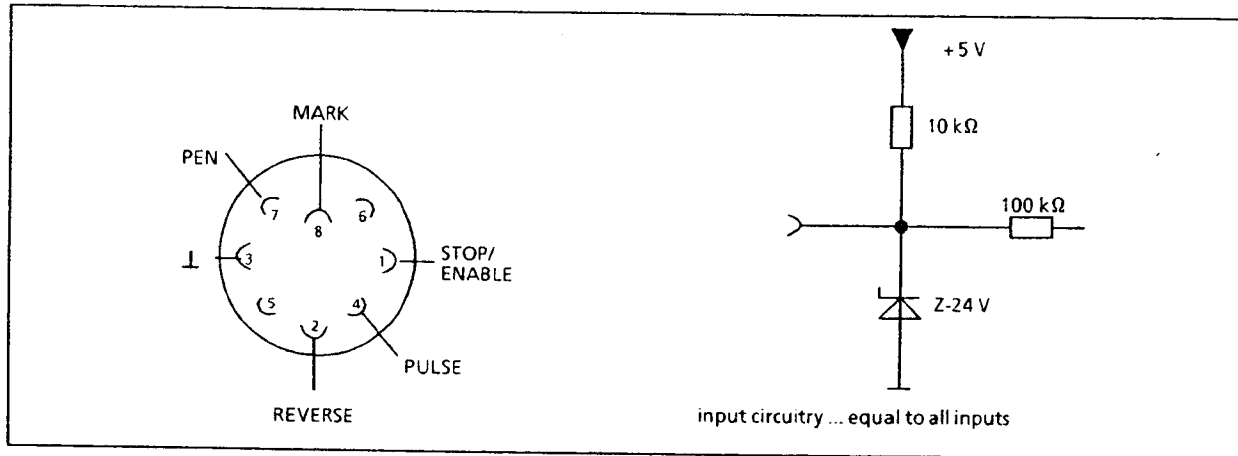 MARK
PEN
7
6
8
3
1
STOP/
ENABLE
5
4
2
PULSE
REVERSE
+5 V
10 kΩ
100 kΩ
Z-24 V
input circuitry ... equal to all inputs